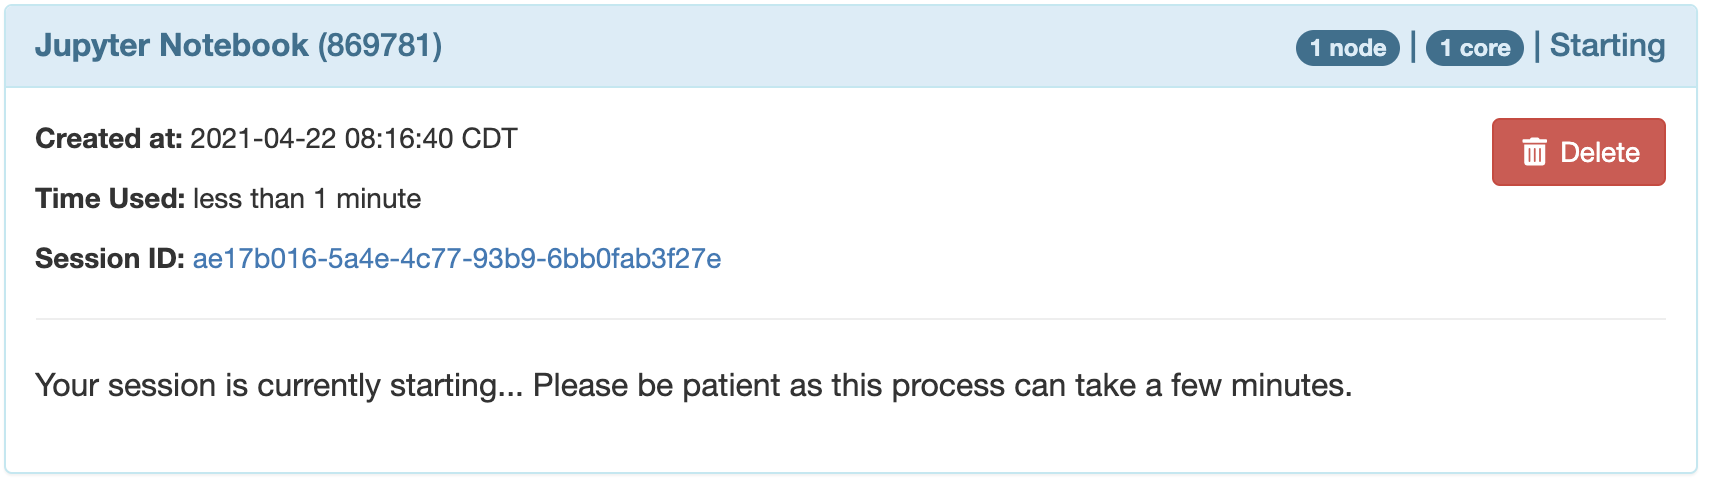 Jupyter Notebook (869781) 1 node | 1 core | Starting
Created at: 2021-04-22 08:16:40 CDT
Delete
Time Used: less than 1 minute
Session ID: ae17b016-5a4e-4c77-93b9-6bb0fab3f27e
Your session is currently starting... Please be patient as this process can take a few minutes.